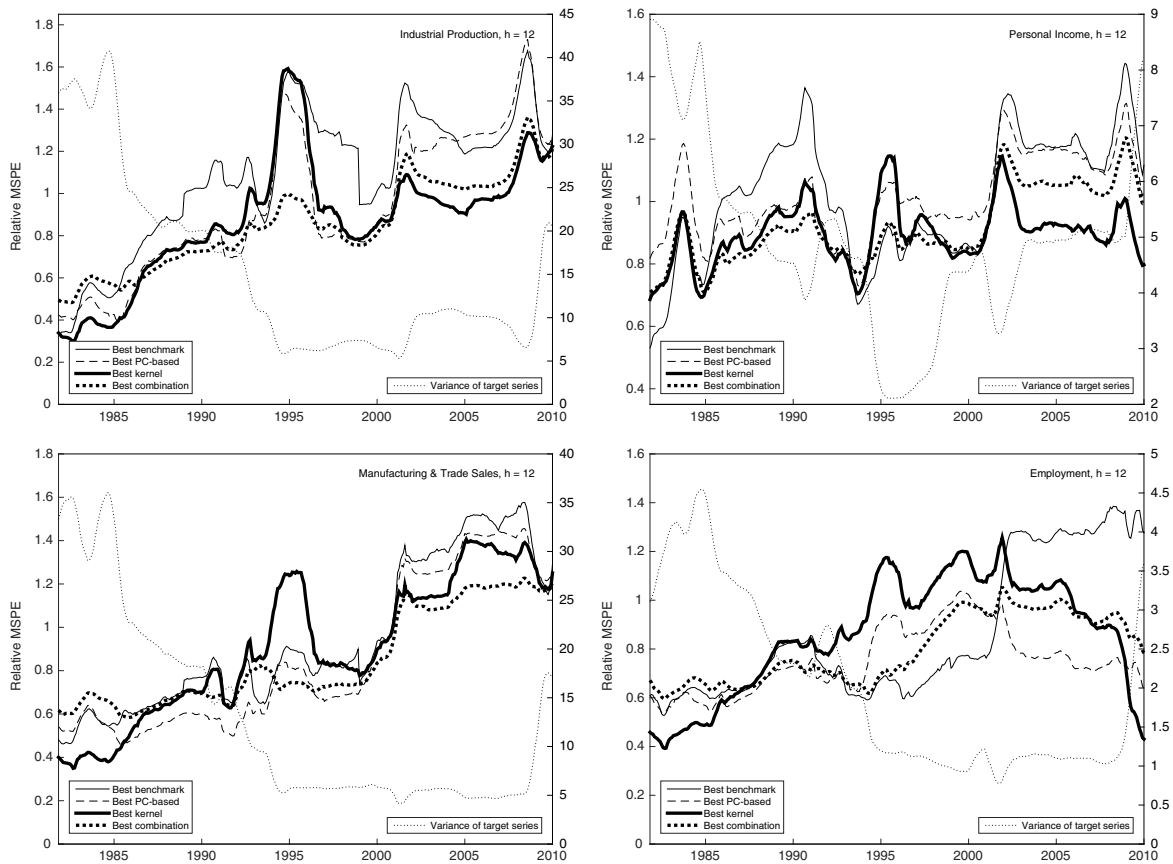 Industrial Production, h = 12
1.8
1.6
1.4
1.2
1
0.8
0.6
0.4
0.2
0
Relative MSPE
45
40
35
30
25
20
15
10
5
0
Best benchmark
Best PC-based
Best kernel
Best combination
Variance of target series
1985 1990 1995 2000 2005 2010
Personal Income, h = 12
1.6
1.4
1.2
1
0.8
0.6
0.4
Relative MSPE
9
8
7
6
5
4
3
2
Best benchmark
Best PC-based
Best kernel
Best combination
Variance of target series
1985 1990 1995 2000 2005 2010
Manufacturing & Trade Sales, h = 12
1.8
1.6
1.4
1.2
1
0.8
0.6
0.4
0.2
0
Relative MSPE
40
35
30
25
20
15
10
5
0
Best benchmark
Best PC-based
Best kernel
Best combination
Variance of target series
1985 1990 1995 2000 2005 2010
Employment, h = 12
1.6
1.4
1.2
1
0.8
0.6
0.4
0.2
0
Relative MSPE
5
4.5
4
3.5
3
2.5
2
1.5
1
0.5
0
Best benchmark
Best PC-based
Best kernel
Best combination
Variance of target series
1985 1990 1995 2000 2005 2010